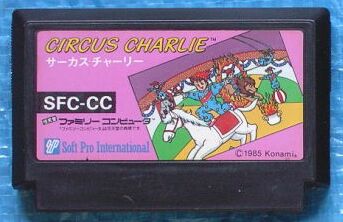 CIRCUS CHARLIE™
サーカス チャーリー
SFC-CC
ファミリー コンピュータ
Soft Pro International
©1985 Konami